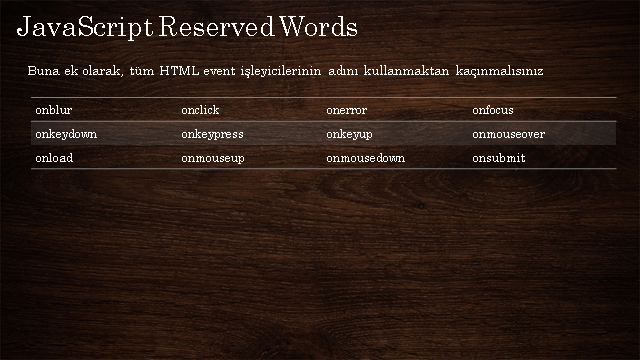 JavaScript Reserved Words
Buna ek olarak, tüm HTML event işleyicilerinin adını kullanmaktan kaçınmalısınız
onblur onclick onerror onfocus
onkeydown onkeypress onkeyup onmouseover
onload onmouseup onmousedown onsubmit